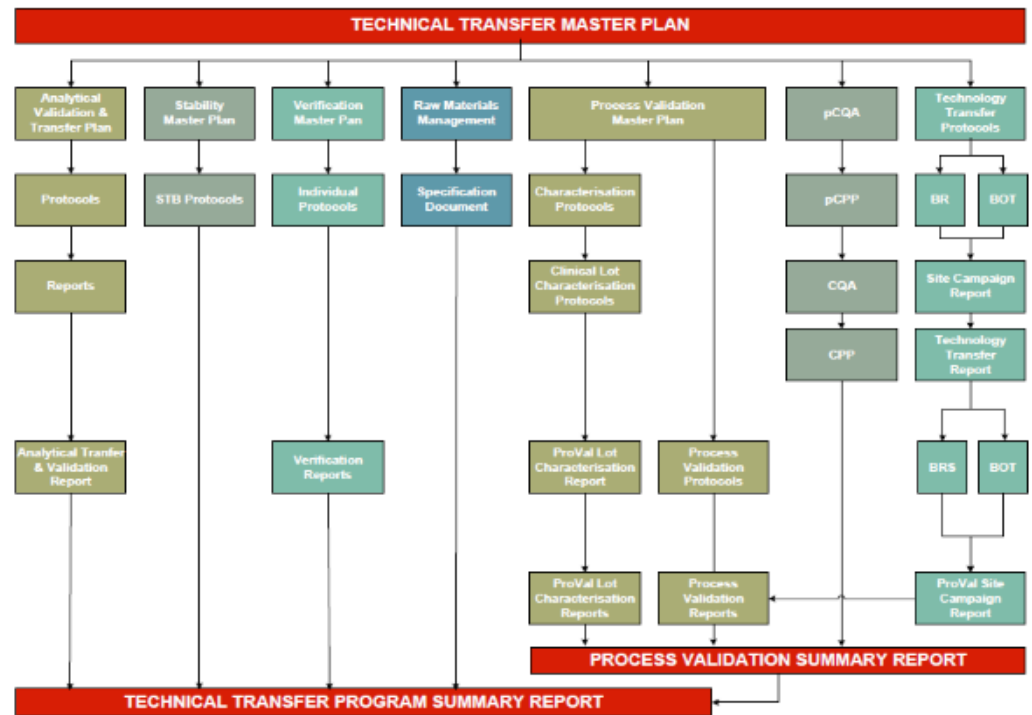 TECHNICAL TRANSFER MASTER PLAN
Analytical
Validation &
Transfer Plan
Stability
Master Plan
Verification
Master Pan
Raw Materials
Management
Process Validation
Master Plan
pCQA
Technology
Transfer
Protocols
Protocols
STB Protocols
Individual
Protocols
Specification
Document
Characterisation
Protocols
pCPP
BR
BOT
Reports
Clinical Lot
Characterisation
Protocols
CQA
Site Campaign
Report
CPP
Technology
Transfer
Report
Analytical Tranfer
& Validation
Report
Verification
Reports
ProVal Lot
Characterisation
Report
Process
Validation
Protocols
BRS
BOT
ProVal Lot
Characterisation
Reports
Process
Validation
Reports
ProVal Site
Campaign
Report
PROCESS VALIDATION SUMMARY REPORT
TECHNICAL TRANSFER PROGRAM SUMMARY REPORT